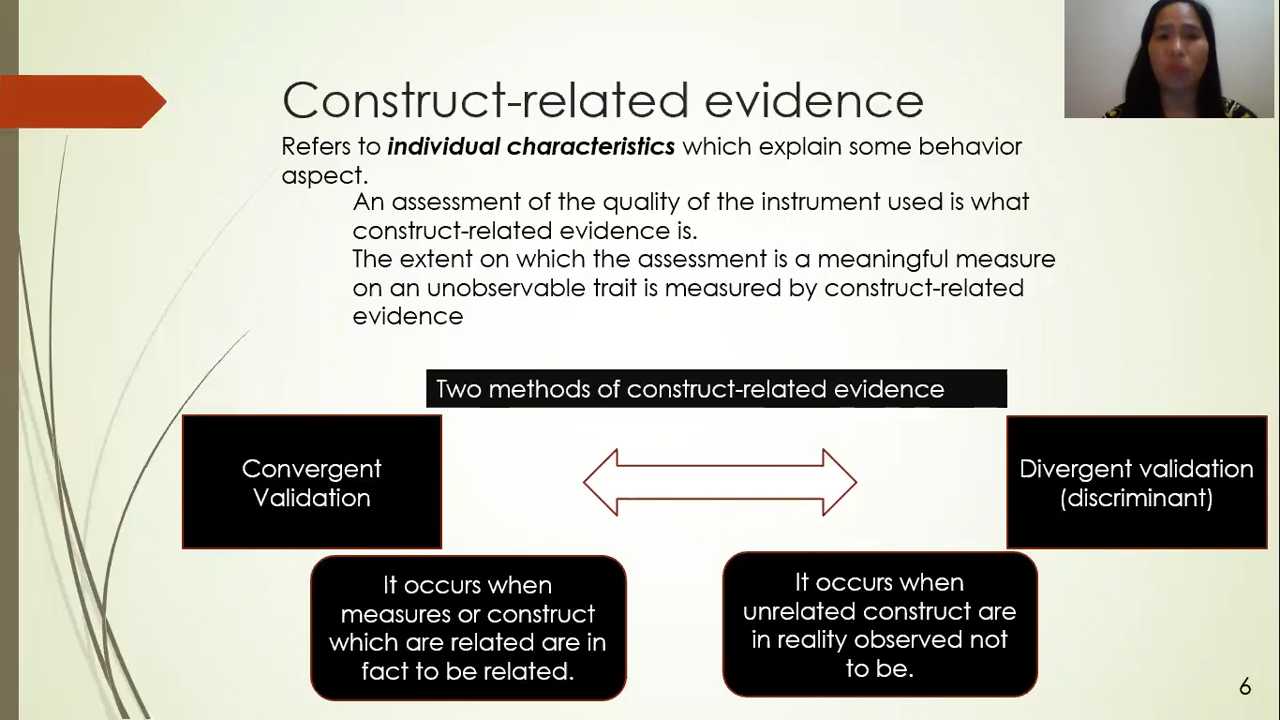 Construct-related evidence
Refers to individual characteristics which explain some behavior
aspect.
An assessment of the quality of the instrument used is what
construct-related evidence is.
The extent on which the assessment is a meaningful measure
on an unobservable trait is measured by construct-related
evidence
Two methods of construct-related evidence
Convergent
Validation
Divergent validation
(discriminant)
It occurs when
measures or construct
which are related are in
fact to be related.
It occurs when
unrelated construct are
in reality observed not
to be.
6